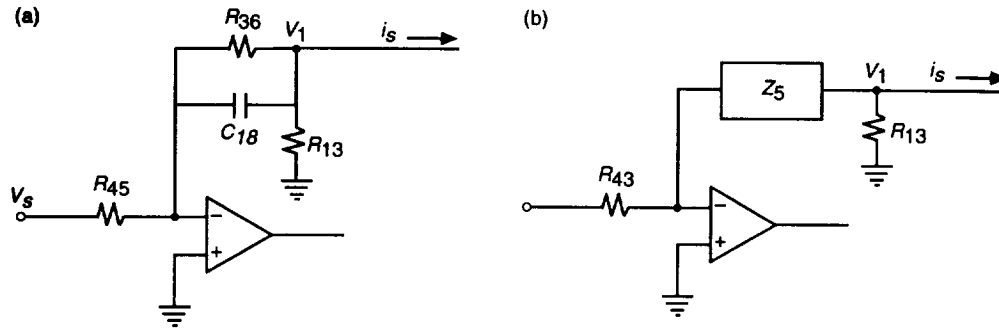 (a)
R36
V1
is
C18
R13
Vs
R45
−
+
(b)
Z5
V1
is
R13
R43
−
+